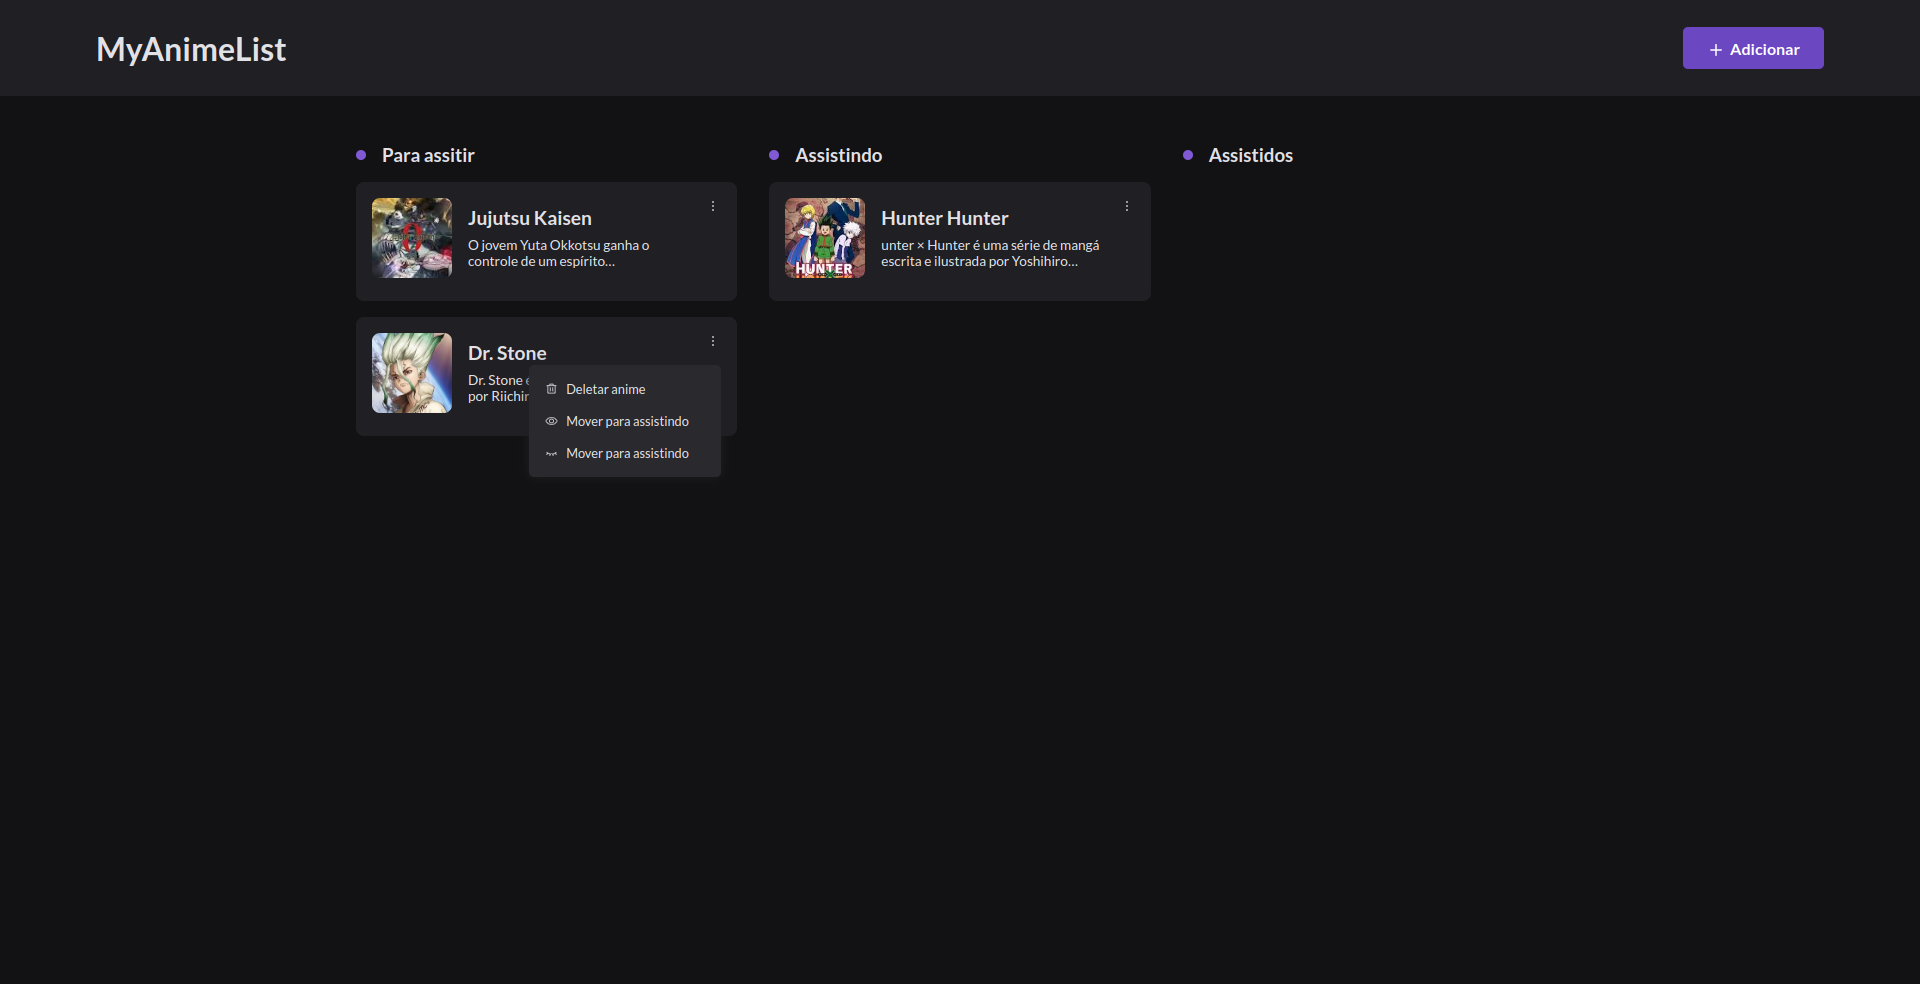 MyAnimeList
+ Adicionar
Para assitir
Jujutsu Kaisen
O jovem Yuta Okkotsu ganha o
controle de um espírito...
Dr. Stone
Dr. Stone
por Riichir
Deletar anime
Mover para assistindo
Mover para assistindo
Assistindo
HUNTER
Hunter Hunter
unter × Hunter é uma série de mangá
escrita e ilustrada por Yoshihiro...
Assistidos